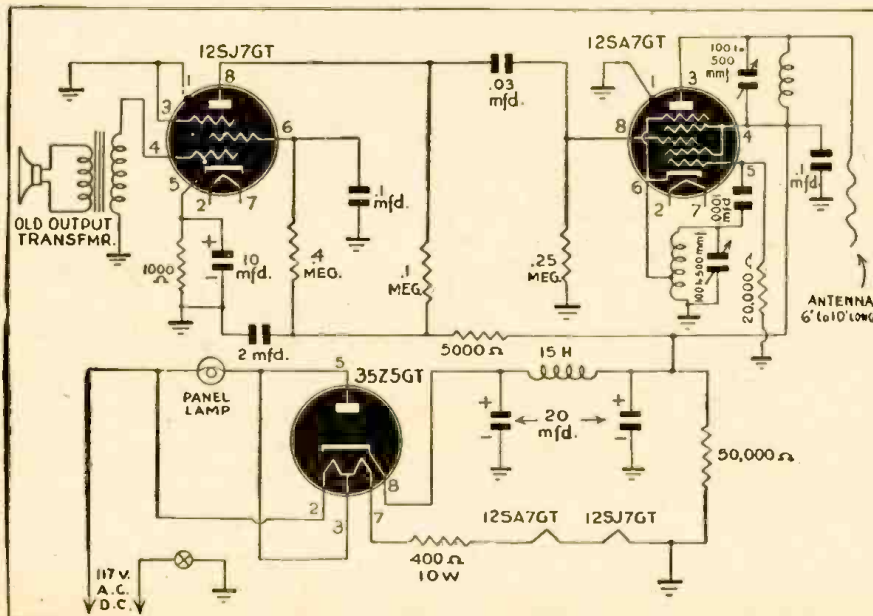 12SJ7GT
12SA7GT
1
8
3
4
5
2
7
6
.03
mfd.
1
3
100 to
500
mmf
8
4
5
6
2
7
.0001
mfd
100 to 500 mmf
.1
mfd.
20,000 Ω
ANTENNA
6' to 10' LONG
OLD OUTPUT
TRANSFMR.
1000
Ω
+
-
10
mfd.
.4
MEG.
.1
mfd.
.1
MEG.
.25
MEG.
2 mfd.
5000 Ω
15 H
PANEL
LAMP
5
35Z5GT
2
3
7
8
+
-
20
mfd.
+
-
50,000 Ω
12SA7GT
12SJ7GT
400 Ω
10 W
117 V.
A.C.
D.C.